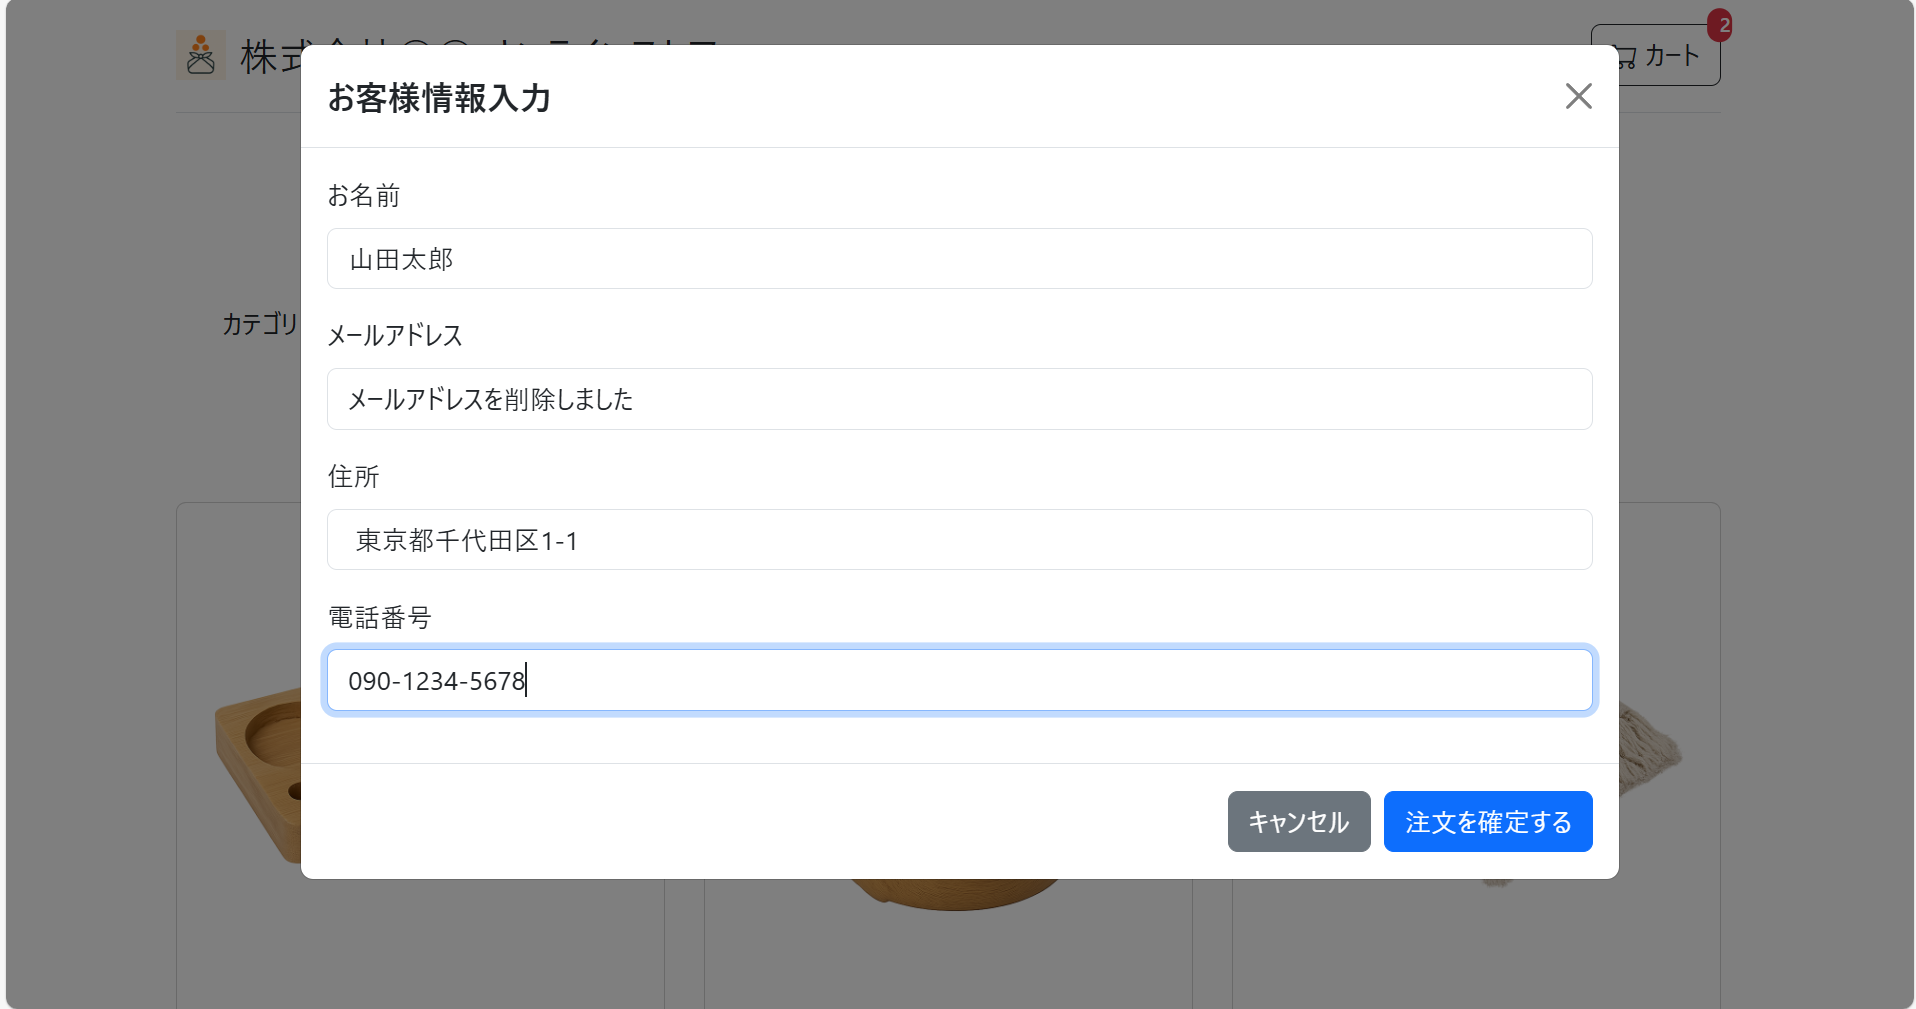 2
カート
お客様情報入力
お名前
山田太郎
カテゴリ
メールアドレス
メールアドレスを削除しました
住所
東京都千代田区1-1
電話番号
090-1234-5678
キャンセル
注文を確定する